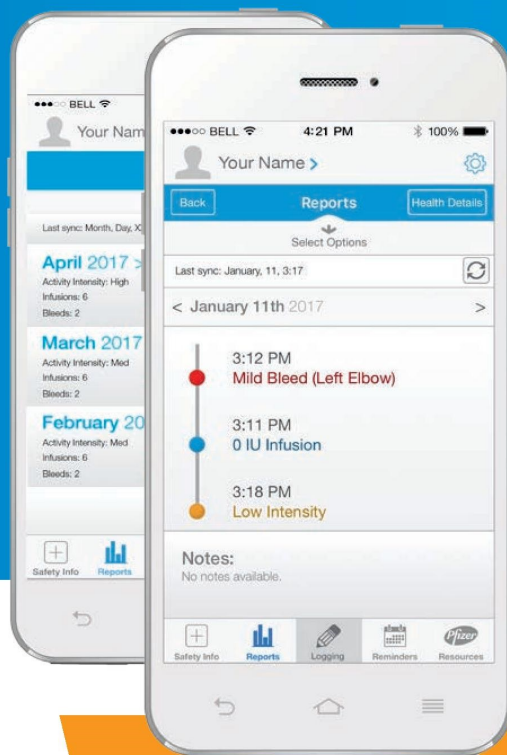 BELL
Your Nam
Last sync: Month, Day, X
April 2017 >
Activity Intensity: High
Infusions: 6
Bleeds: 2
March 2017
Activity Intensity: Med
Infusions: 6
Bleeds: 2
February 20
Activity Intensity: Med
Infusions: 6
Bleeds: 2
Safety Info Reports
BELL 4:21 PM 100%
Your Name >
Back Reports Health Details
Select Options
Last sync: January, 11, 3:17
< January 11th 2017 >
3:12 PM
Mild Bleed (Left Elbow)
3:11 PM
0 IU Infusion
3:18 PM
Low Intensity
Notes:
No notes available.
Safety Info Reports Logging Reminders Pfizer Resources